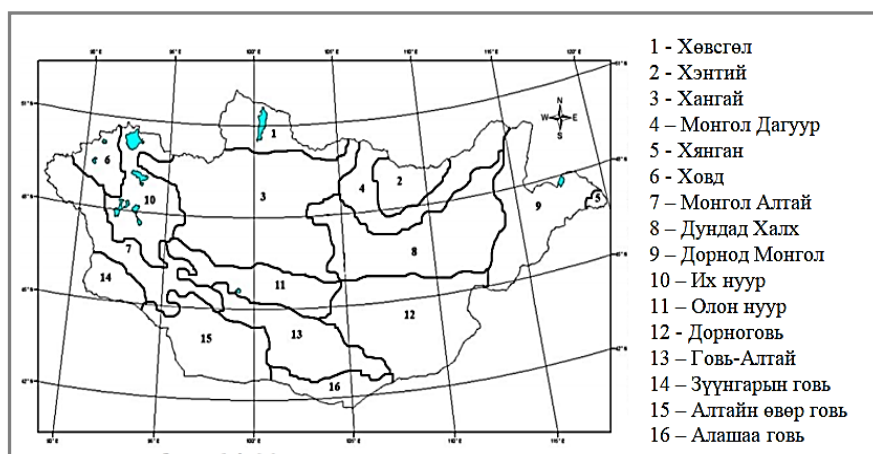 1 - Хөвсгөл
2 - Хэнтий
3 - Хангай
4 – Монгол Дагуур
5 - Хянган
6 - Ховд
7 – Монгол Алтай
8 – Дундад Халх
9 – Дорнод Монгол
10 – Их нуур
11 – Олон нуур
12 - Дорноговь
13 – Говь-Алтай
14 – Зүүнгарын говь
15 – Алтайн өвөр говь
16 – Алашаа говь
N
W E
S
1
2
3
4
5
6
7
8
9
10
11
12
13
14
15
16